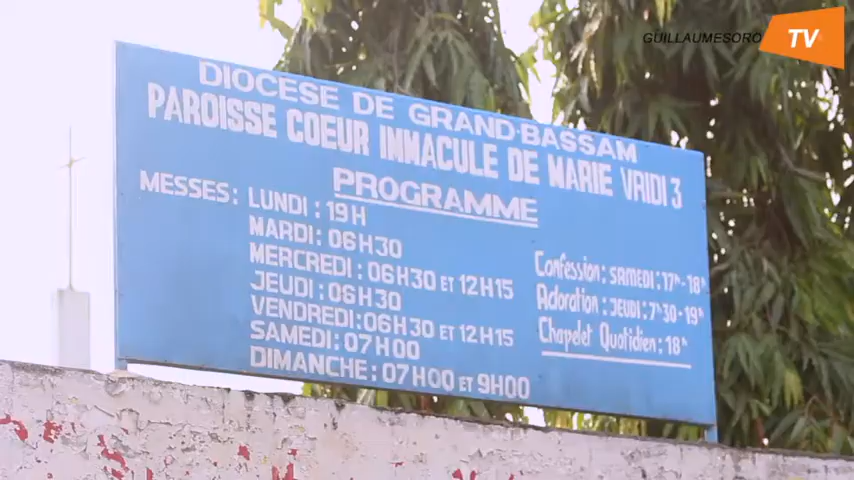 GUILLAUMESORO TV
DIOCESE DE GRAND-BASSAM
PAROISSE COEUR IMMACULE DE MARIE VRIDI 3
PROGRAMME
MESSES: LUNDI: 19H
MARDI: 06H30
MERCREDI: 06H30 ET 12H15
JEUDI: 06H30
VENDREDI: 06H30 ET 12H15
SAMEDI: 07H00
DIMANCHE: 07H00 ET 9H00
Confession: SAMEDI: 17H-18H
Adoration: JEUDI: 7H30-19H
Chapelet Quotidien: 18H